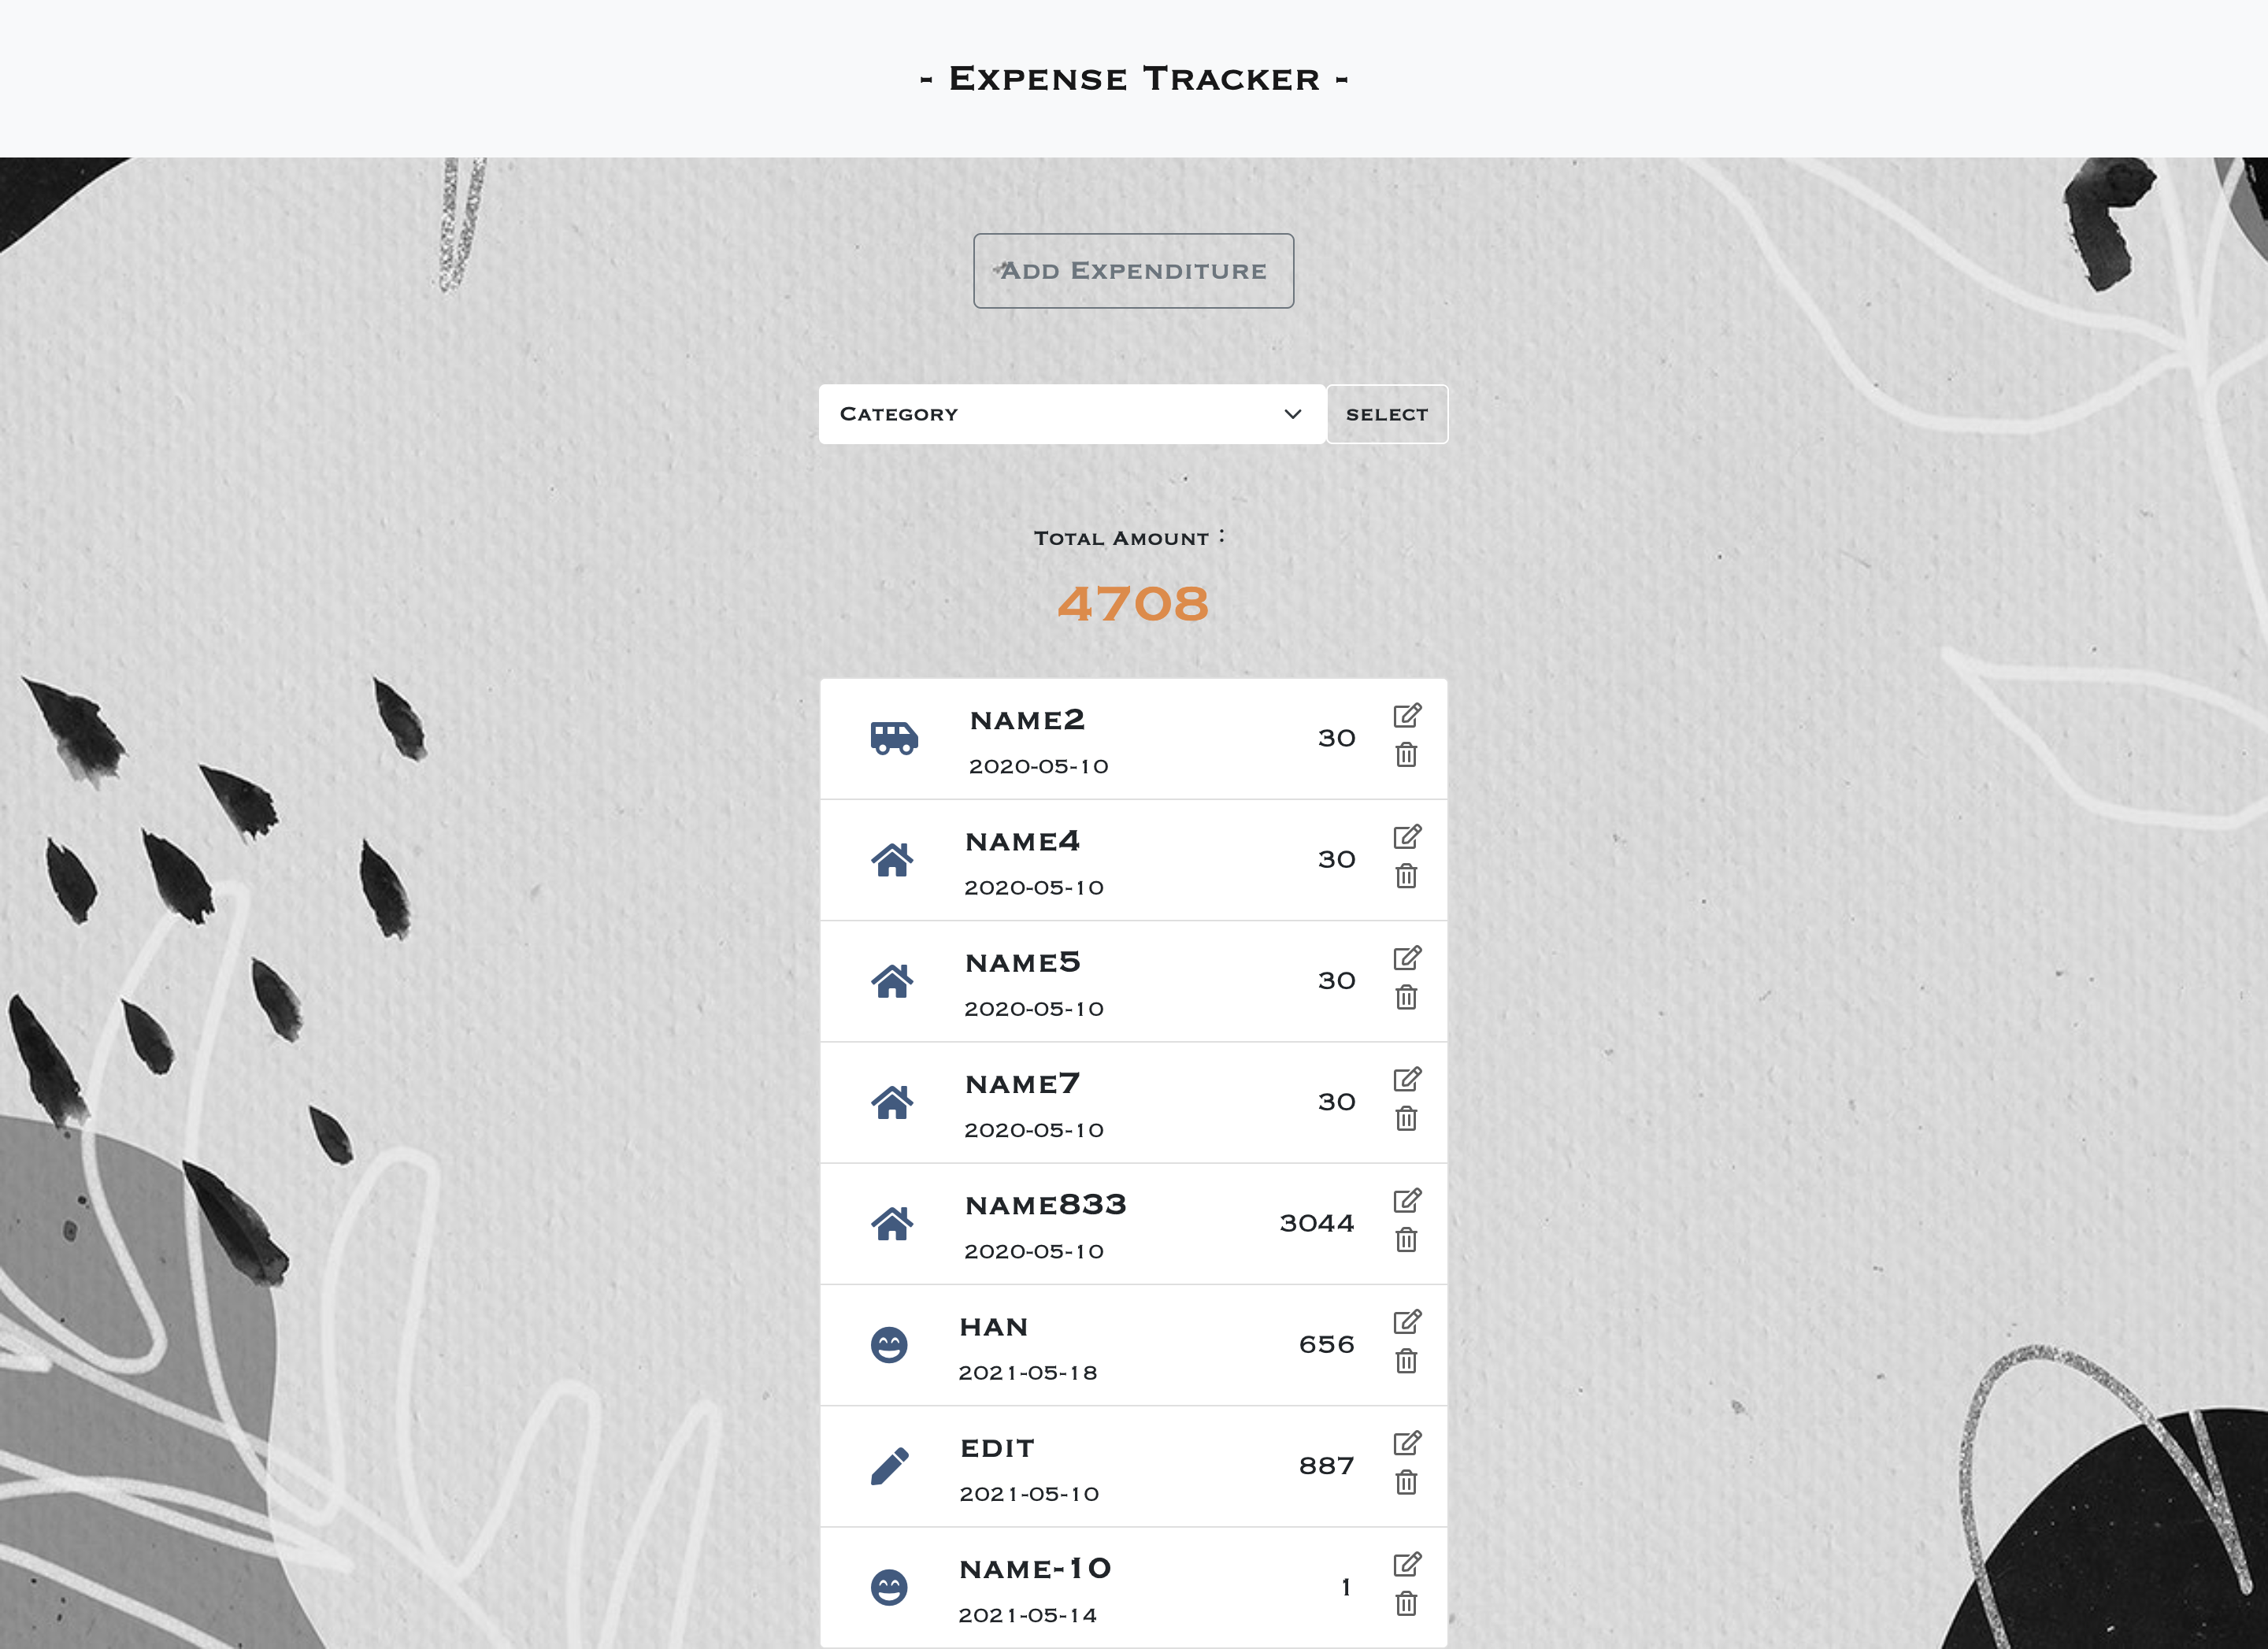 - Expense Tracker -
Add Expenditure
Category
select
Total Amount：
4708
name2
30
2020-05-10
name4
30
2020-05-10
name5
30
2020-05-10
name7
30
2020-05-10
name833
3044
2020-05-10
han
656
2021-05-18
edit
887
2021-05-10
name-10
1
2021-05-14